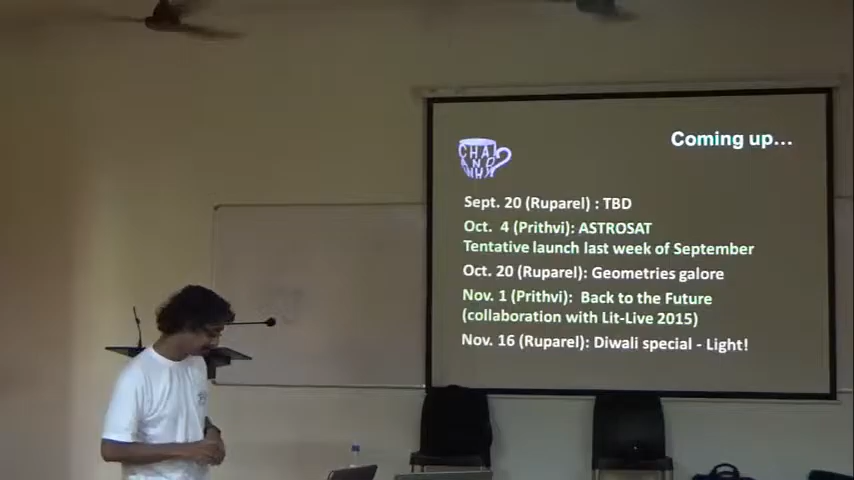 Coming up...
CHAI
AND
WHY
?
Sept. 20 (Ruparel) : TBD
Oct. 4 (Prithvi): ASTROSAT
Tentative launch last week of September
Oct. 20 (Ruparel): Geometries galore
Nov. 1 (Prithvi): Back to the Future
(collaboration with Lit-Live 2015)
Nov. 16 (Ruparel): Diwali special - Light!